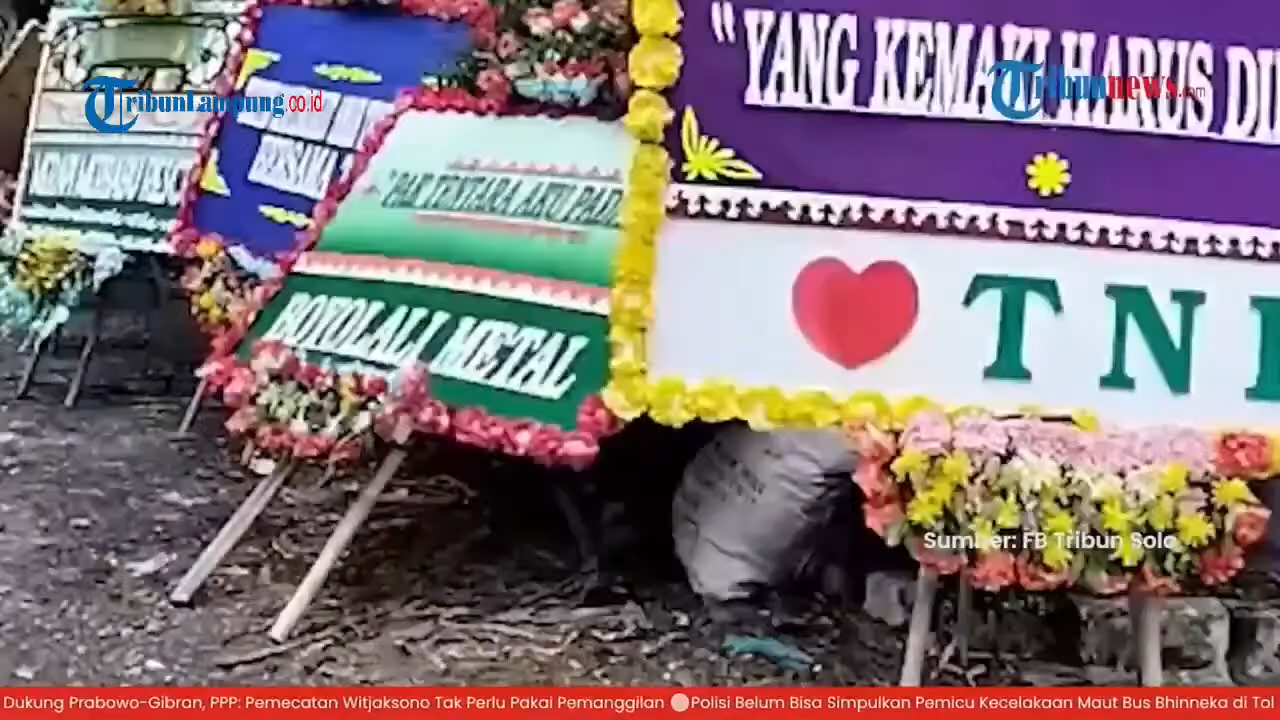 TribunLampung.co.id
Tribunnews.com
"YANG KEMAKI HARUS DI
TNI
BERSAMA
"PAK TENTARA AKU PADA
BOYOLALI METAL
Sumber: FB Tribun Solo
Dukung Prabowo-Gibran, PPP: Pemecatan Witjaksono Tak Perlu Pakai Pemanggilan Polisi Belum Bisa Simpulkan Pemicu Kecelakaan Maut Bus Bhinneka di Tol